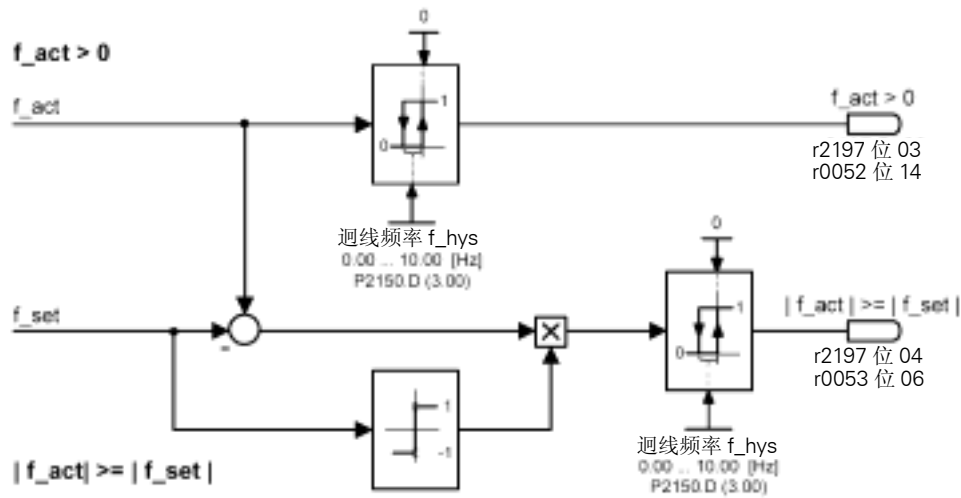 0
f_act > 0
f_act
1
0
f_act > 0
r2197 位 03
r0052 位 14
迥线频率 f_hys
0.00 ... 10.00 [Hz]
P2150.D (3.00)
0
f_set
-
1
0
| f_act | >= | f_set |
r2197 位 04
r0053 位 06
1
-1
迥线频率 f_hys
0.00 .. 10.00 [Hz]
P2150.D (3.00)
| f_act| >= | f_set |